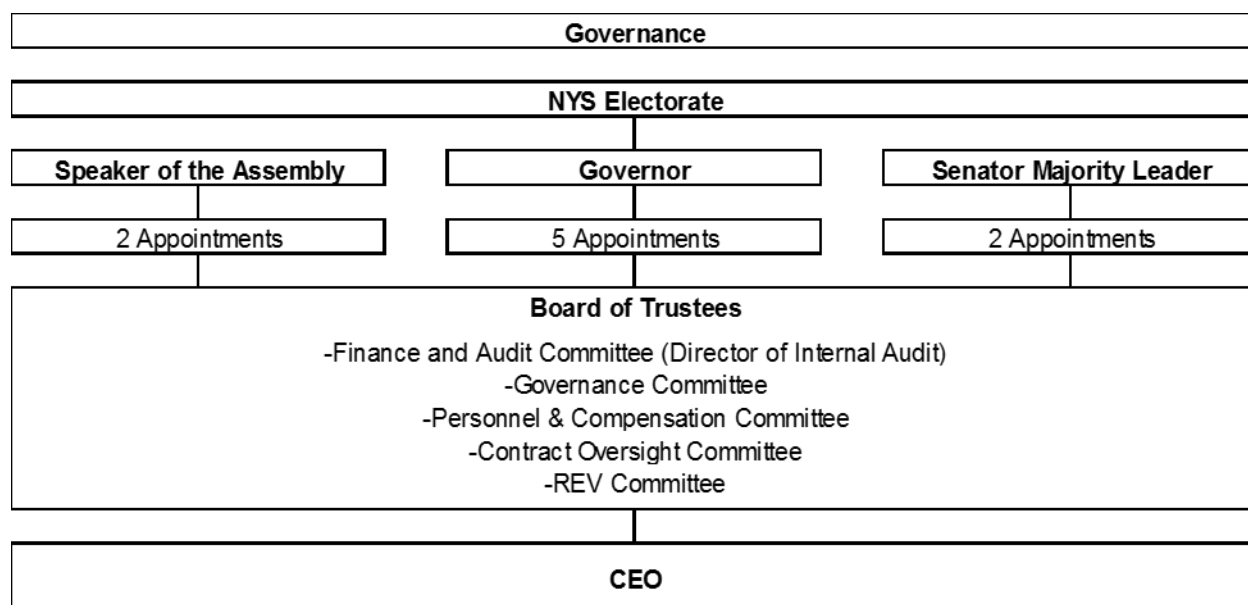 Governance
NYS Electorate
Speaker of the Assembly
Governor
Senator Majority Leader
2 Appointments
5 Appointments
2 Appointments
Board of Trustees
-Finance and Audit Committee (Director of Internal Audit)
-Governance Committee
-Personnel & Compensation Committee
-Contract Oversight Committee
-REV Committee
CEO